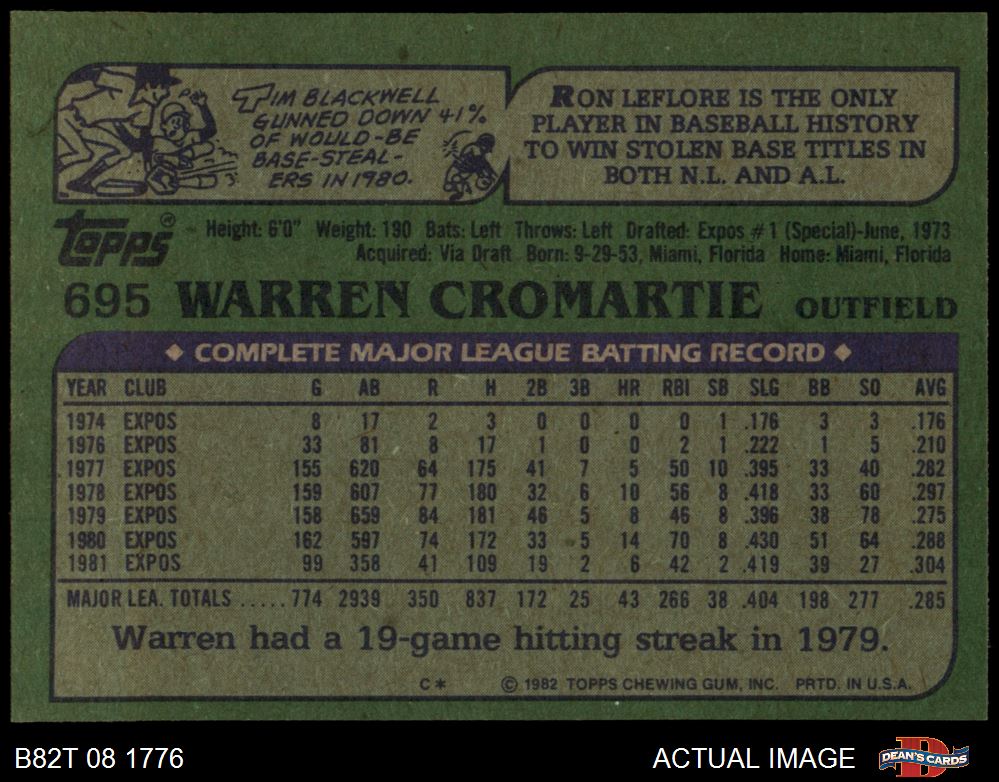 TIM BLACKWELL
GUNNED DOWN 41%
OF WOULD-BE
BASE-STEAL-
ERS IN 1980.
RON LEFLORE IS THE ONLY
PLAYER IN BASEBALL HISTORY
TO WIN STOLEN BASE TITLES IN
BOTH N.L. AND A.L.
topps®
Height: 6'0" Weight: 190 Bats: Left Throws: Left Drafted: Expos #1 (Special)-June, 1973
Acquired: Via Draft Born: 9-29-53, Miami, Florida Home: Miami, Florida
695 WARREN CROMARTIE OUTFIELD
◆ COMPLETE MAJOR LEAGUE BATTING RECORD ◆
YEAR CLUB G AB R H 2B 3B HR RBI SB SLG BB SO AVG
1974 EXPOS 8 17 2 3 0 0 0 0 1 .176 3 3 .176
1976 EXPOS 33 81 8 17 1 0 0 2 1 .222 1 5 .210
1977 EXPOS 155 620 64 175 41 7 5 50 10 .395 33 40 .282
1978 EXPOS 159 607 77 180 32 6 10 56 8 .418 33 60 .297
1979 EXPOS 158 659 84 181 46 5 8 46 8 .396 38 78 .275
1980 EXPOS 162 597 74 172 33 5 14 70 8 .430 51 64 .288
1981 EXPOS 99 358 41 109 19 2 6 42 2 .419 39 27 .304
MAJOR LEA. TOTALS ..... 774 2939 350 837 172 25 43 266 38 .404 198 277 .285
Warren had a 19-game hitting streak in 1979.
C* © 1982 TOPPS CHEWING GUM, INC. PRTD. IN U.S.A.
B82T 08 1776
ACTUAL IMAGE
DEAN'S CARDS